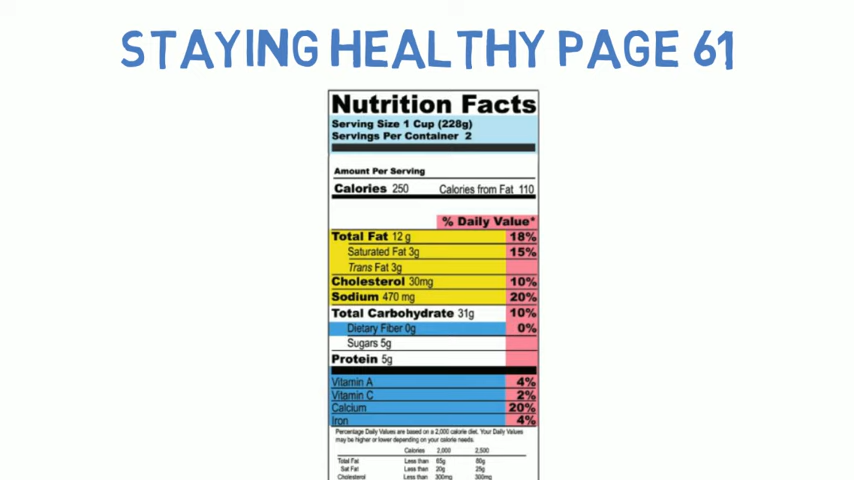 STAYING HEALTHY PAGE 61
Nutrition Facts
Serving Size 1 Cup (228g)
Servings Per Container 2
Amount Per Serving
Calories 250 Calories from Fat 110
% Daily Value*
Total Fat 12 g 18%
Saturated Fat 3g 15%
Trans Fat 3g
Cholesterol 30mg 10%
Sodium 470 mg 20%
Total Carbohydrate 31g 10%
Dietary Fiber 0g 0%
Sugars 5g
Protein 5g
Vitamin A 4%
Vitamin C 2%
Calcium 20%
Iron 4%
Percentage Daily Values are based on a 2,000 calorie diet. Your Daily Values
may be higher or lower depending on your calorie needs.
Calories 2,000 2,500
Total Fat Less than 65g 80g
Sat Fat Less than 20g 25g
Cholesterol Less than 300mg 300mg